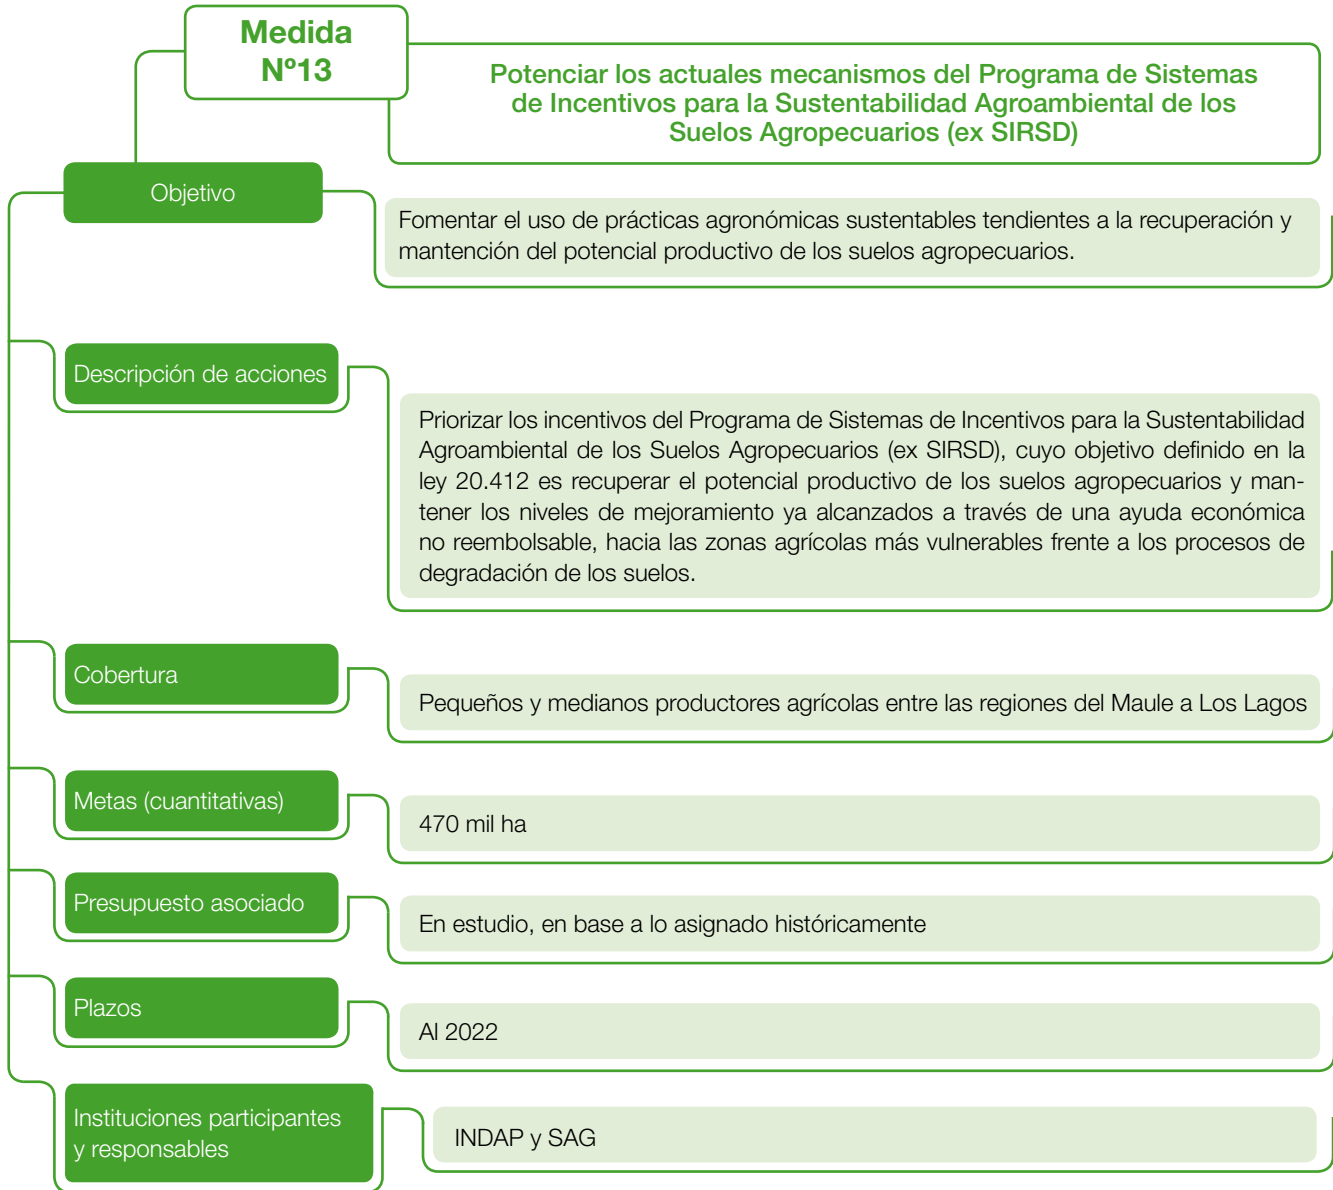 Medida
Nº13
Potenciar los actuales mecanismos del Programa de Sistemas
de Incentivos para la Sustentabilidad Agroambiental de los
Suelos Agropecuarios (ex SIRSD)
Objetivo
Fomentar el uso de prácticas agronómicas sustentables tendientes a la recuperación y
mantención del potencial productivo de los suelos agropecuarios.
Descripción de acciones
Priorizar los incentivos del Programa de Sistemas de Incentivos para la Sustentabilidad
Agroambiental de los Suelos Agropecuarios (ex SIRSD), cuyo objetivo definido en la
ley 20.412 es recuperar el potencial productivo de los suelos agropecuarios y man-
tener los niveles de mejoramiento ya alcanzados a través de una ayuda económica
no reembolsable, hacia las zonas agrícolas más vulnerables frente a los procesos de
degradación de los suelos.
Cobertura
Pequeños y medianos productores agrícolas entre las regiones del Maule a Los Lagos
Metas (cuantitativas)
470 mil ha
Presupuesto asociado
En estudio, en base a lo asignado históricamente
Plazos
Al 2022
Instituciones participantes
y responsables
INDAP y SAG